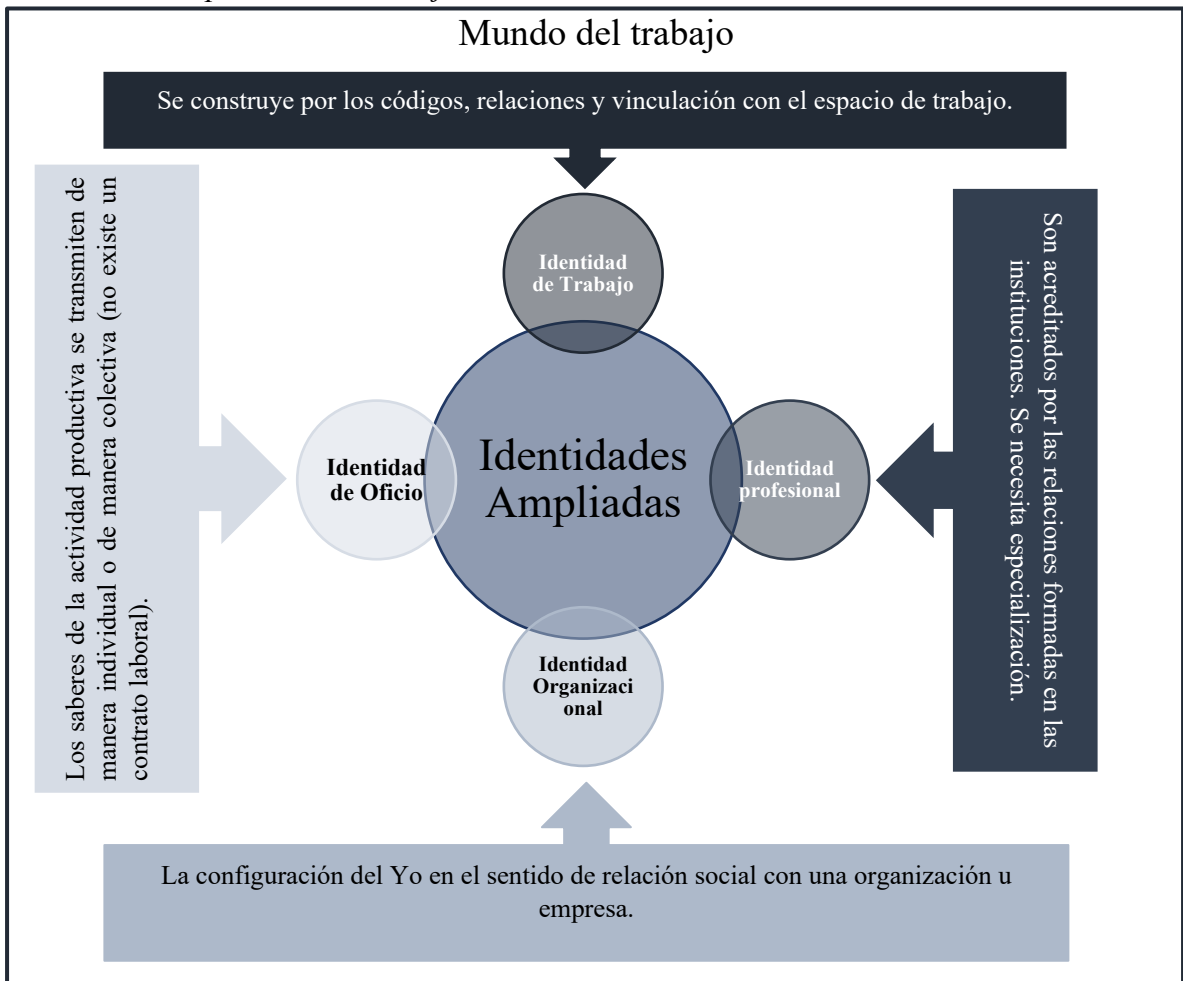 Mundo del trabajo
Se construye por los códigos, relaciones y vinculación con el espacio de trabajo.
Identidad
de Trabajo
Los saberes de la actividad productiva se transmiten de
manera individual o de manera colectiva (no existe un
contrato laboral).
Identidad
de Oficio
Identidades
Ampliadas
Identidad
profesional
Son acreditados por las relaciones formadas en las
instituciones. Se necesita especialización.
Identidad
Organizaci
onal
La configuración del Yo en el sentido de relación social con una organización u
empresa.